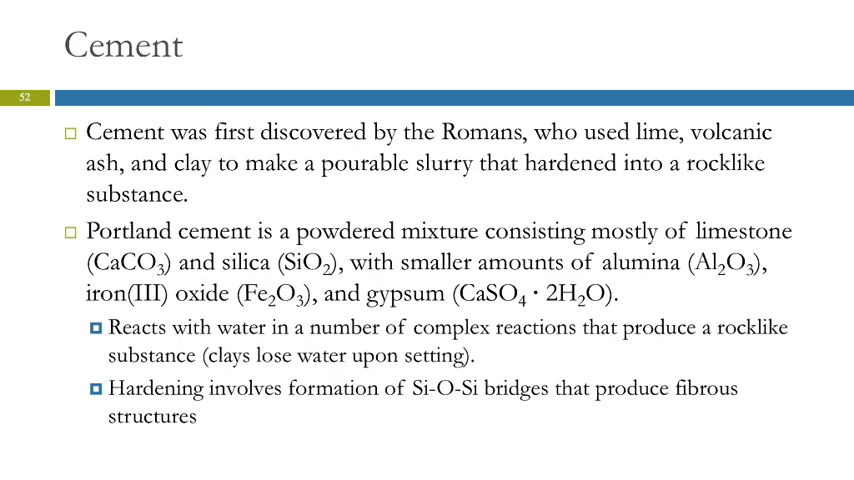 Cement
52
Cement was first discovered by the Romans, who used lime, volcanic
ash, and clay to make a pourable slurry that hardened into a rocklike
substance.
Portland cement is a powdered mixture consisting mostly of limestone
(CaCO₃) and silica (SiO₂), with smaller amounts of alumina (Al₂O₃),
iron(III) oxide (Fe₂O₃), and gypsum (CaSO₄ · 2H₂O).
Reacts with water in a number of complex reactions that produce a rocklike
substance (clays lose water upon setting).
Hardening involves formation of Si-O-Si bridges that produce fibrous
structures